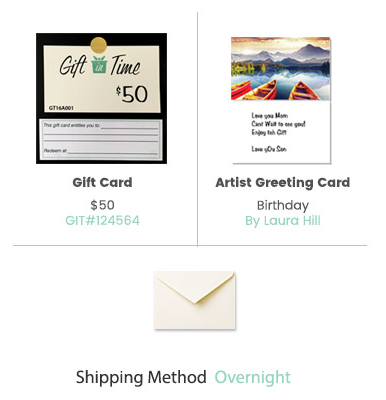 Gift in Time
$50
GT16A001
This gift card entitles you to
Redeem at
Gift Card
$50
GIT#124564
Love you Mom
Cant Wait to see you!
Enjoy teh Gift
Love yOu Son
Artist Greeting Card
Birthday
By Laura Hill
Shipping Method Overnight